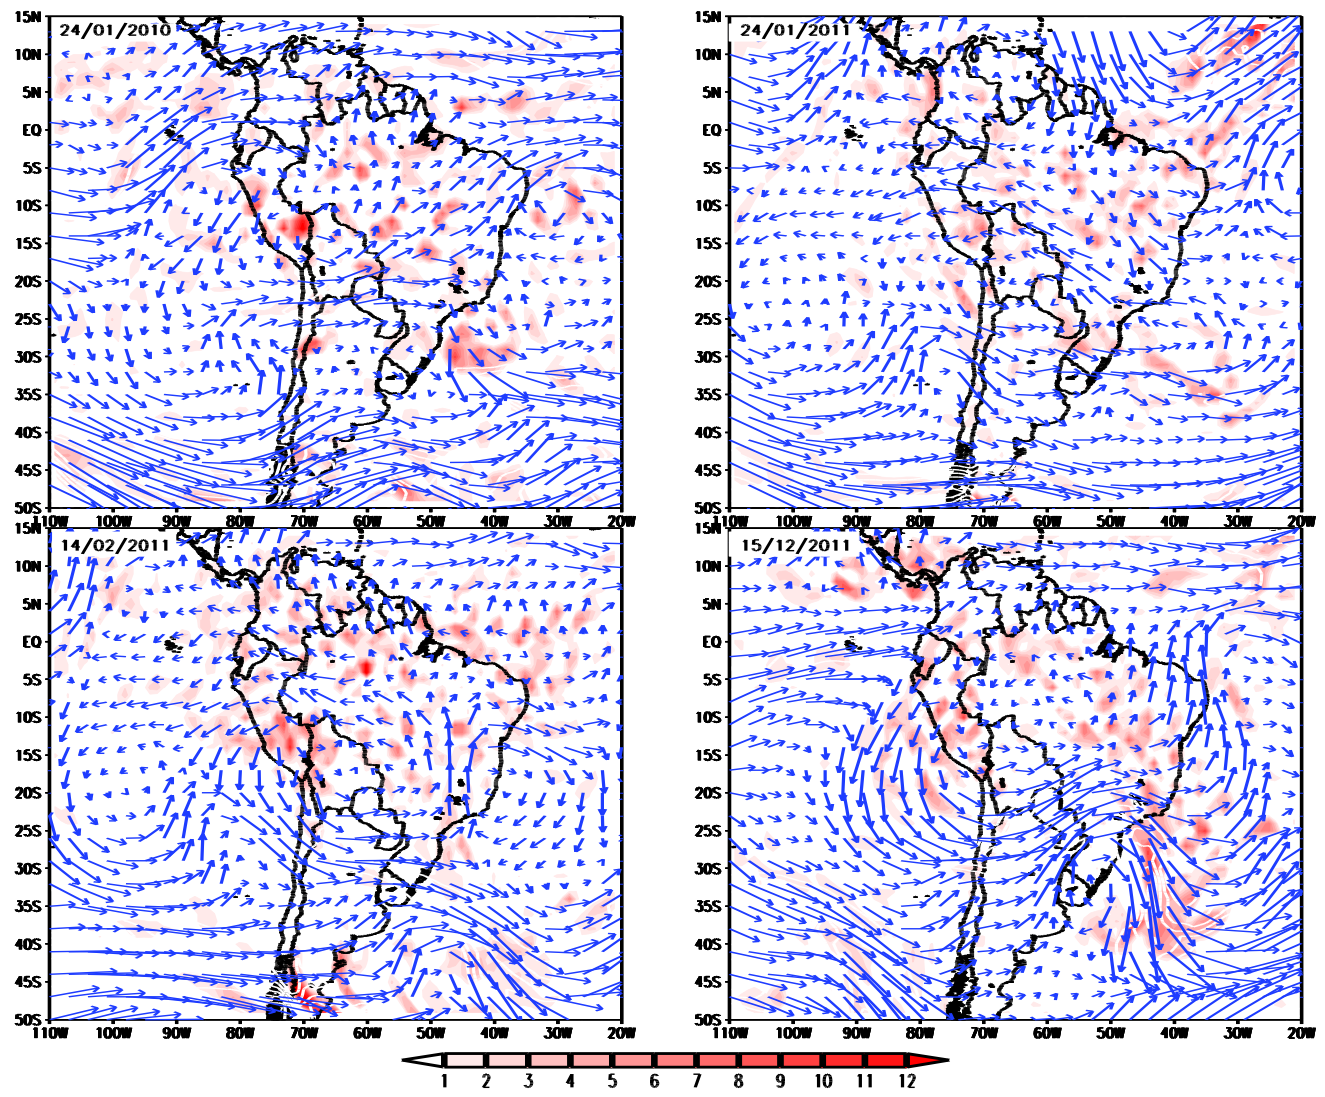 15N 15N
24/01/2010 24/01/2011
10N 10N
5N 5N
EQ EQ
5S 5S
10S 10S
15S 15S
20S 20S
25S 25S
30S 30S
35S 35S
40S 40S
45S 45S
50S 50S
110W 100W 90W 80W 70W 60W 50W 40W 30W 20W 110W 100W 90W 80W 70W 60W 50W 40W 30W 20W
15N 15N
14/02/2011 15/12/2011
10N 10N
5N 5N
EQ EQ
5S 5S
10S 10S
15S 15S
20S 20S
25S 25S
30S 30S
35S 35S
40S 40S
45S 45S
50S 50S
110W 100W 90W 80W 70W 60W 50W 40W 30W 20W 110W 100W 90W 80W 70W 60W 50W 40W 30W 20W
1 2 3 4 5 6 7 8 9 10 11 12